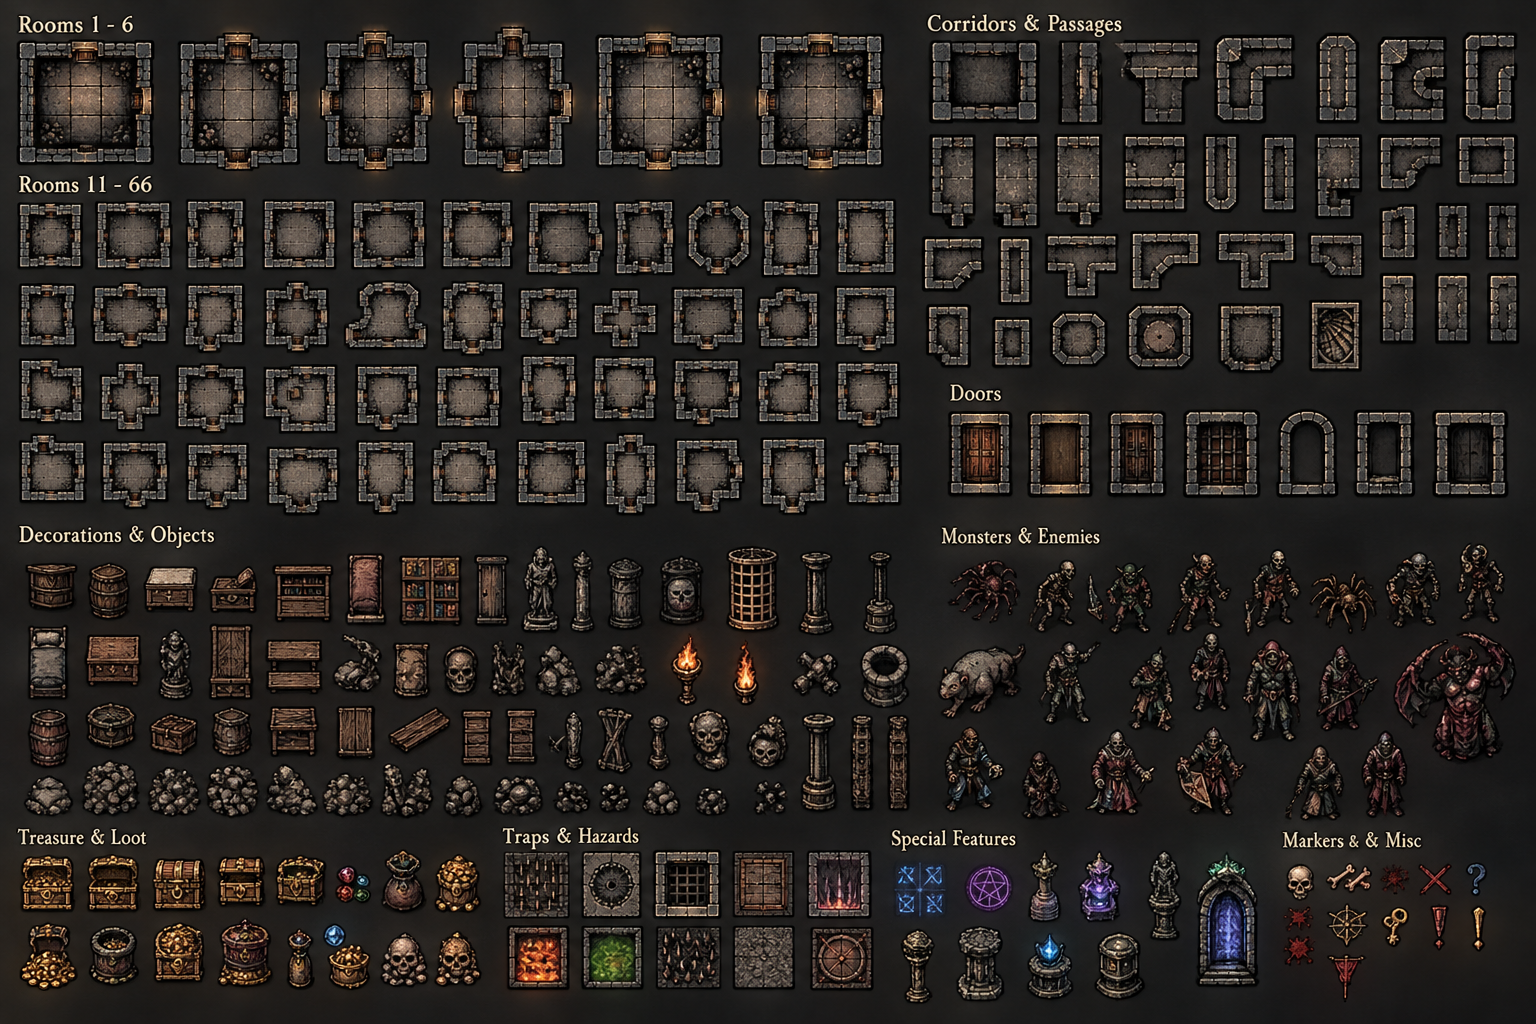 Rooms 1 - 6
Corridors & Passages
Rooms 11 - 66
Doors
Decorations & Objects
Monsters & Enemies
Treasure & Loot
Traps & Hazards
Special Features
Markers & & Misc